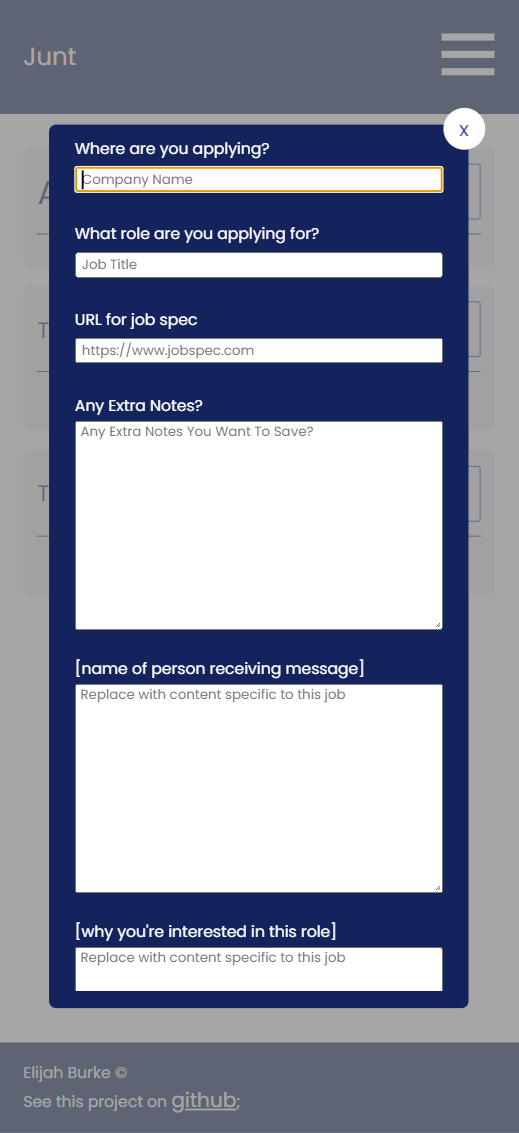 Junt
x
Where are you applying?
Company Name
What role are you applying for?
Job Title
URL for job spec
https://www.jobspec.com
Any Extra Notes?
Any Extra Notes You Want To Save?
[name of person receiving message]
Replace with content specific to this job
[why you're interested in this role]
Replace with content specific to this job
Elijah Burke ©
See this project on github;